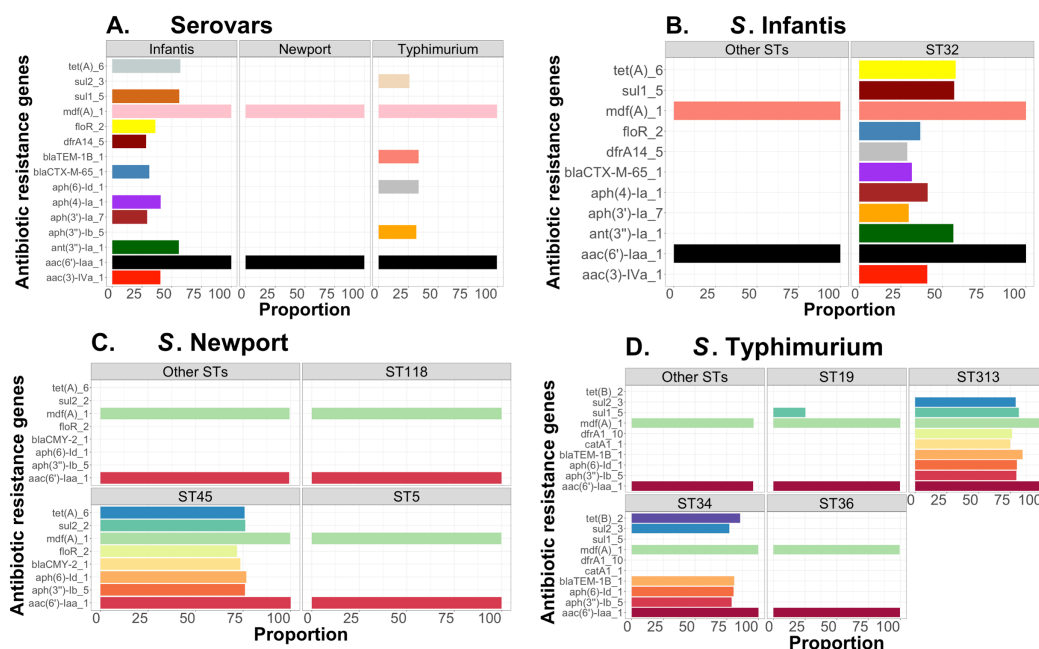 A. Serovars
Antibiotic resistance genes
Infantis Newport Typhimurium
tet(A)_6
sul2_3
sul1_5
mdf(A)_1
floR_2
dfrA14_5
blaTEM-1B_1
blaCTX-M-65_1
aph(6)-Id_1
aph(4)-Ia_1
aph(3')-Ia_7
aph(3'')-Ib_5
ant(3'')-Ia_1
aac(6')-Iaa_1
aac(3)-IVa_1
0 25 50 75 100 0 25 50 75 100 0 25 50 75 100
Proportion
B. S. Infantis
Antibiotic resistance genes
Other STs ST32
tet(A)_6
sul1_5
mdf(A)_1
floR_2
dfrA14_5
blaCTX-M-65_1
aph(4)-Ia_1
aph(3')-Ia_7
ant(3'')-Ia_1
aac(6')-Iaa_1
aac(3)-IVa_1
0 25 50 75 100 0 25 50 75 100
Proportion
C. S. Newport
Antibiotic resistance genes
Other STs ST118
tet(A)_6
sul2_2
mdf(A)_1
floR_2
blaCMY-2_1
aph(6)-Id_1
aph(3'')-Ib_5
aac(6')-Iaa_1
ST45 ST5
tet(A)_6
sul2_2
mdf(A)_1
floR_2
blaCMY-2_1
aph(6)-Id_1
aph(3'')-Ib_5
aac(6')-Iaa_1
0 25 50 75 100 0 25 50 75 100
Proportion
D. S. Typhimurium
Antibiotic resistance genes
Other STs ST19 ST313
tet(B)_2
sul2_3
sul1_5
mdf(A)_1
dfrA1_10
catA1_1
blaTEM-1B_1
aph(6)-Id_1
aph(3'')-Ib_5
aac(6')-Iaa_1
0 25 50 75 100
ST34 ST36
tet(B)_2
sul2_3
sul1_5
mdf(A)_1
dfrA1_10
catA1_1
blaTEM-1B_1
aph(6)-Id_1
aph(3'')-Ib_5
aac(6')-Iaa_1
0 25 50 75 100 0 25 50 75 100
Proportion